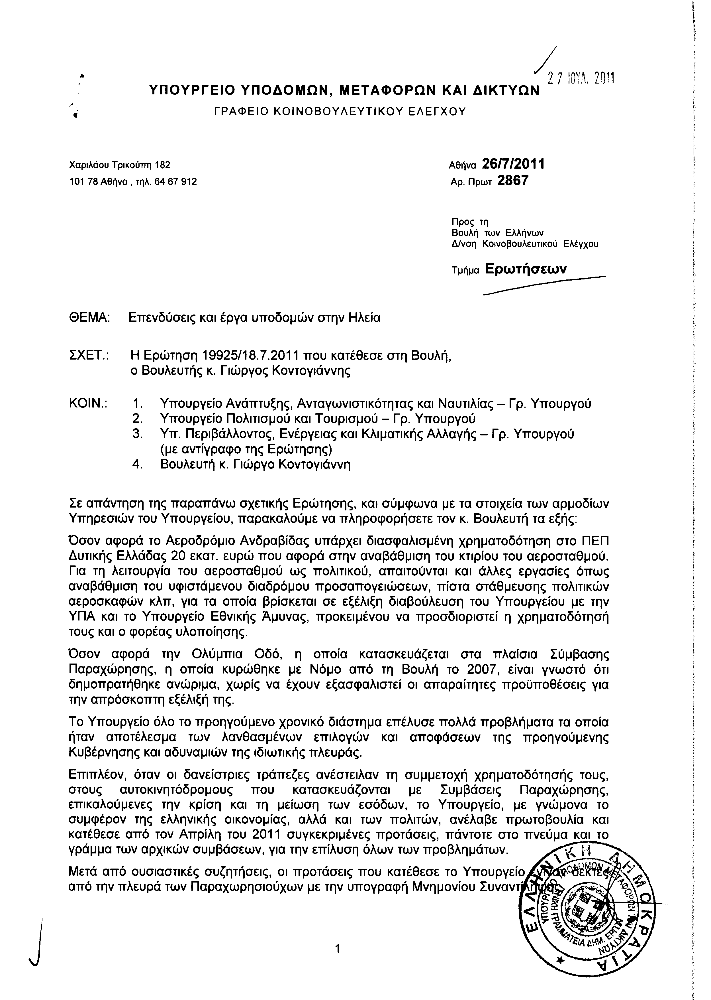 27 ΙΟΥΛ. 2011
ΥΠΟΥΡΓΕΙΟ ΥΠΟΔΟΜΩΝ, ΜΕΤΑΦΟΡΩΝ ΚΑΙ ΔΙΚΤΥΩΝ
ΓΡΑΦΕΙΟ ΚΟΙΝΟΒΟΥΛΕΥΤΙΚΟΥ ΕΛΕΓΧΟΥ
Χαριλάου Τρικούπη 182
101 78 Αθήνα , τηλ. 64 67 912
Αθήνα 26/7/2011
Αρ. Πρωτ 2867
Προς τη
Βουλή των Ελλήνων
Δ/νση Κοινοβουλευτικού Ελέγχου
Τμήμα Ερωτήσεων
ΘΕΜΑ: Επενδύσεις και έργα υποδομών στην Ηλεία
ΣΧΕΤ.: Η Ερώτηση 19925/18.7.2011 που κατέθεσε στη Βουλή,
ο Βουλευτής κ. Γιώργος Κοντογιάννης
ΚΟΙΝ.: 1. Υπουργείο Ανάπτυξης, Ανταγωνιστικότητας και Ναυτιλίας – Γρ. Υπουργού
2. Υπουργείο Πολιτισμού και Τουρισμού – Γρ. Υπουργού
3. Υπ. Περιβάλλοντος, Ενέργειας και Κλιματικής Αλλαγής – Γρ. Υπουργού
(με αντίγραφο της Ερώτησης)
4. Βουλευτή κ. Γιώργο Κοντογιάννη
Σε απάντηση της παραπάνω σχετικής Ερώτησης, και σύμφωνα με τα στοιχεία των αρμοδίων
Υπηρεσιών του Υπουργείου, παρακαλούμε να πληροφορήσετε τον κ. Βουλευτή τα εξής:
Όσον αφορά το Αεροδρόμιο Ανδραβίδας υπάρχει διασφαλισμένη χρηματοδότηση στο ΠΕΠ
Δυτικής Ελλάδας 20 εκατ. ευρώ που αφορά στην αναβάθμιση του κτιρίου του αεροσταθμού.
Για τη λειτουργία του αεροσταθμού ως πολιτικού, απαιτούνται και άλλες εργασίες όπως
αναβάθμιση του υφιστάμενου διαδρόμου προσαπογειώσεων, πίστα στάθμευσης πολιτικών
αεροσκαφών κλπ, για τα οποία βρίσκεται σε εξέλιξη διαβούλευση του Υπουργείου με την
ΥΠΑ και το Υπουργείο Εθνικής Άμυνας, προκειμένου να προσδιοριστεί η χρηματοδότησή
τους και ο φορέας υλοποίησης.
Όσον αφορά την Ολύμπια Οδό, η οποία κατασκευάζεται στα πλαίσια Σύμβασης
Παραχώρησης, η οποία κυρώθηκε με Νόμο από τη Βουλή το 2007, είναι γνωστό ότι
δημοπρατήθηκε ανώριμα, χωρίς να έχουν εξασφαλιστεί οι απαραίτητες προϋποθέσεις για
την απρόσκοπτη εξέλιξή της.
Το Υπουργείο όλο το προηγούμενο χρονικό διάστημα επέλυσε πολλά προβλήματα τα οποία
ήταν αποτέλεσμα των λανθασμένων επιλογών και αποφάσεων της προηγούμενης
Κυβέρνησης και αδυναμιών της ιδιωτικής πλευράς.
Επιπλέον, όταν οι δανείστριες τράπεζες ανέστειλαν τη συμμετοχή χρηματοδότησής τους,
στους αυτοκινητόδρομους που κατασκευάζονται με Συμβάσεις Παραχώρησης,
επικαλούμενες την κρίση και τη μείωση των εσόδων, το Υπουργείο, με γνώμονα το
συμφέρον της ελληνικής οικονομίας, αλλά και των πολιτών, ανέλαβε πρωτοβουλία και
κατέθεσε από τον Απρίλη του 2011 συγκεκριμένες προτάσεις, πάντοτε στο πνεύμα και το
γράμμα των αρχικών συμβάσεων, για την επίλυση όλων των προβλημάτων.
Μετά από ουσιαστικές συζητήσεις, οι προτάσεις που κατέθεσε το Υπουργείο έγιναν δεκτές
από την πλευρά των Παραχωρησιούχων με την υπογραφή Μνημονίου Συναντίληψης
ΕΛΛΗΝΙΚΗ ΔΗΜΟΚΡΑΤΙΑ
ΥΠΟΥΡΓΕΙΟ ΥΠΟΔΟΜΩΝ ΜΕΤΑΦΟΡΩΝ ΚΑΙ ΔΙΚΤΥΩΝ
ΓΕΝΙΚΗ ΓΡΑΜΜΑΤΕΙΑ ΔΗΜ. ΕΡΓΩΝ
1